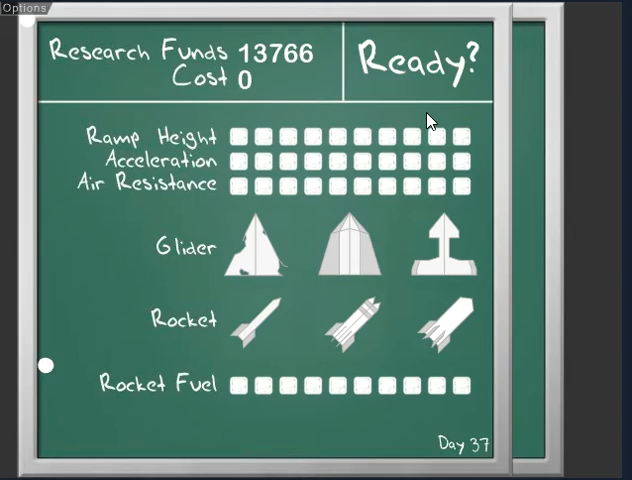 Options
Research Funds 13766
Cost 0
Ready?
Ramp Height
Acceleration
Air Resistance
Glider
Rocket
Rocket Fuel
Day 37